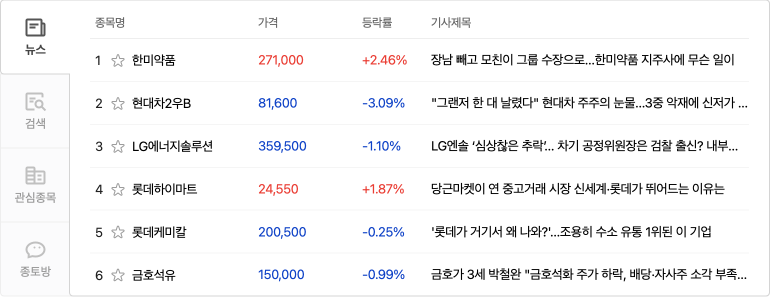 종목명 가격 등락률 기사제목
뉴스
1 한미약품 271,000 +2.46% 장남 빼고 모친이 그룹 수장으로...한미약품 지주사에 무슨 일이
2 현대차2우B 81,600 -3.09% "그랜저 한 대 날렸다" 현대차 주주의 눈물...3중 악재에 신저가 ...
검색
3 LG에너지솔루션 359,500 -1.10% LG엔솔 ‘심상찮은 추락’... 차기 공정위원장은 검찰 출신? 내부...
관심종목
4 롯데하이마트 24,550 +1.87% 당근마켓이 연 중고거래 시장 신세계·롯데가 뛰어드는 이유는
5 롯데케미칼 200,500 -0.25% '롯데가 거기서 왜 나와?'...조용히 수소 유통 1위된 이 기업
종토방
6 금호석유 150,000 -0.99% 금호가 3세 박철완 "금호석화 주가 하락, 배당·자사주 소각 부족...